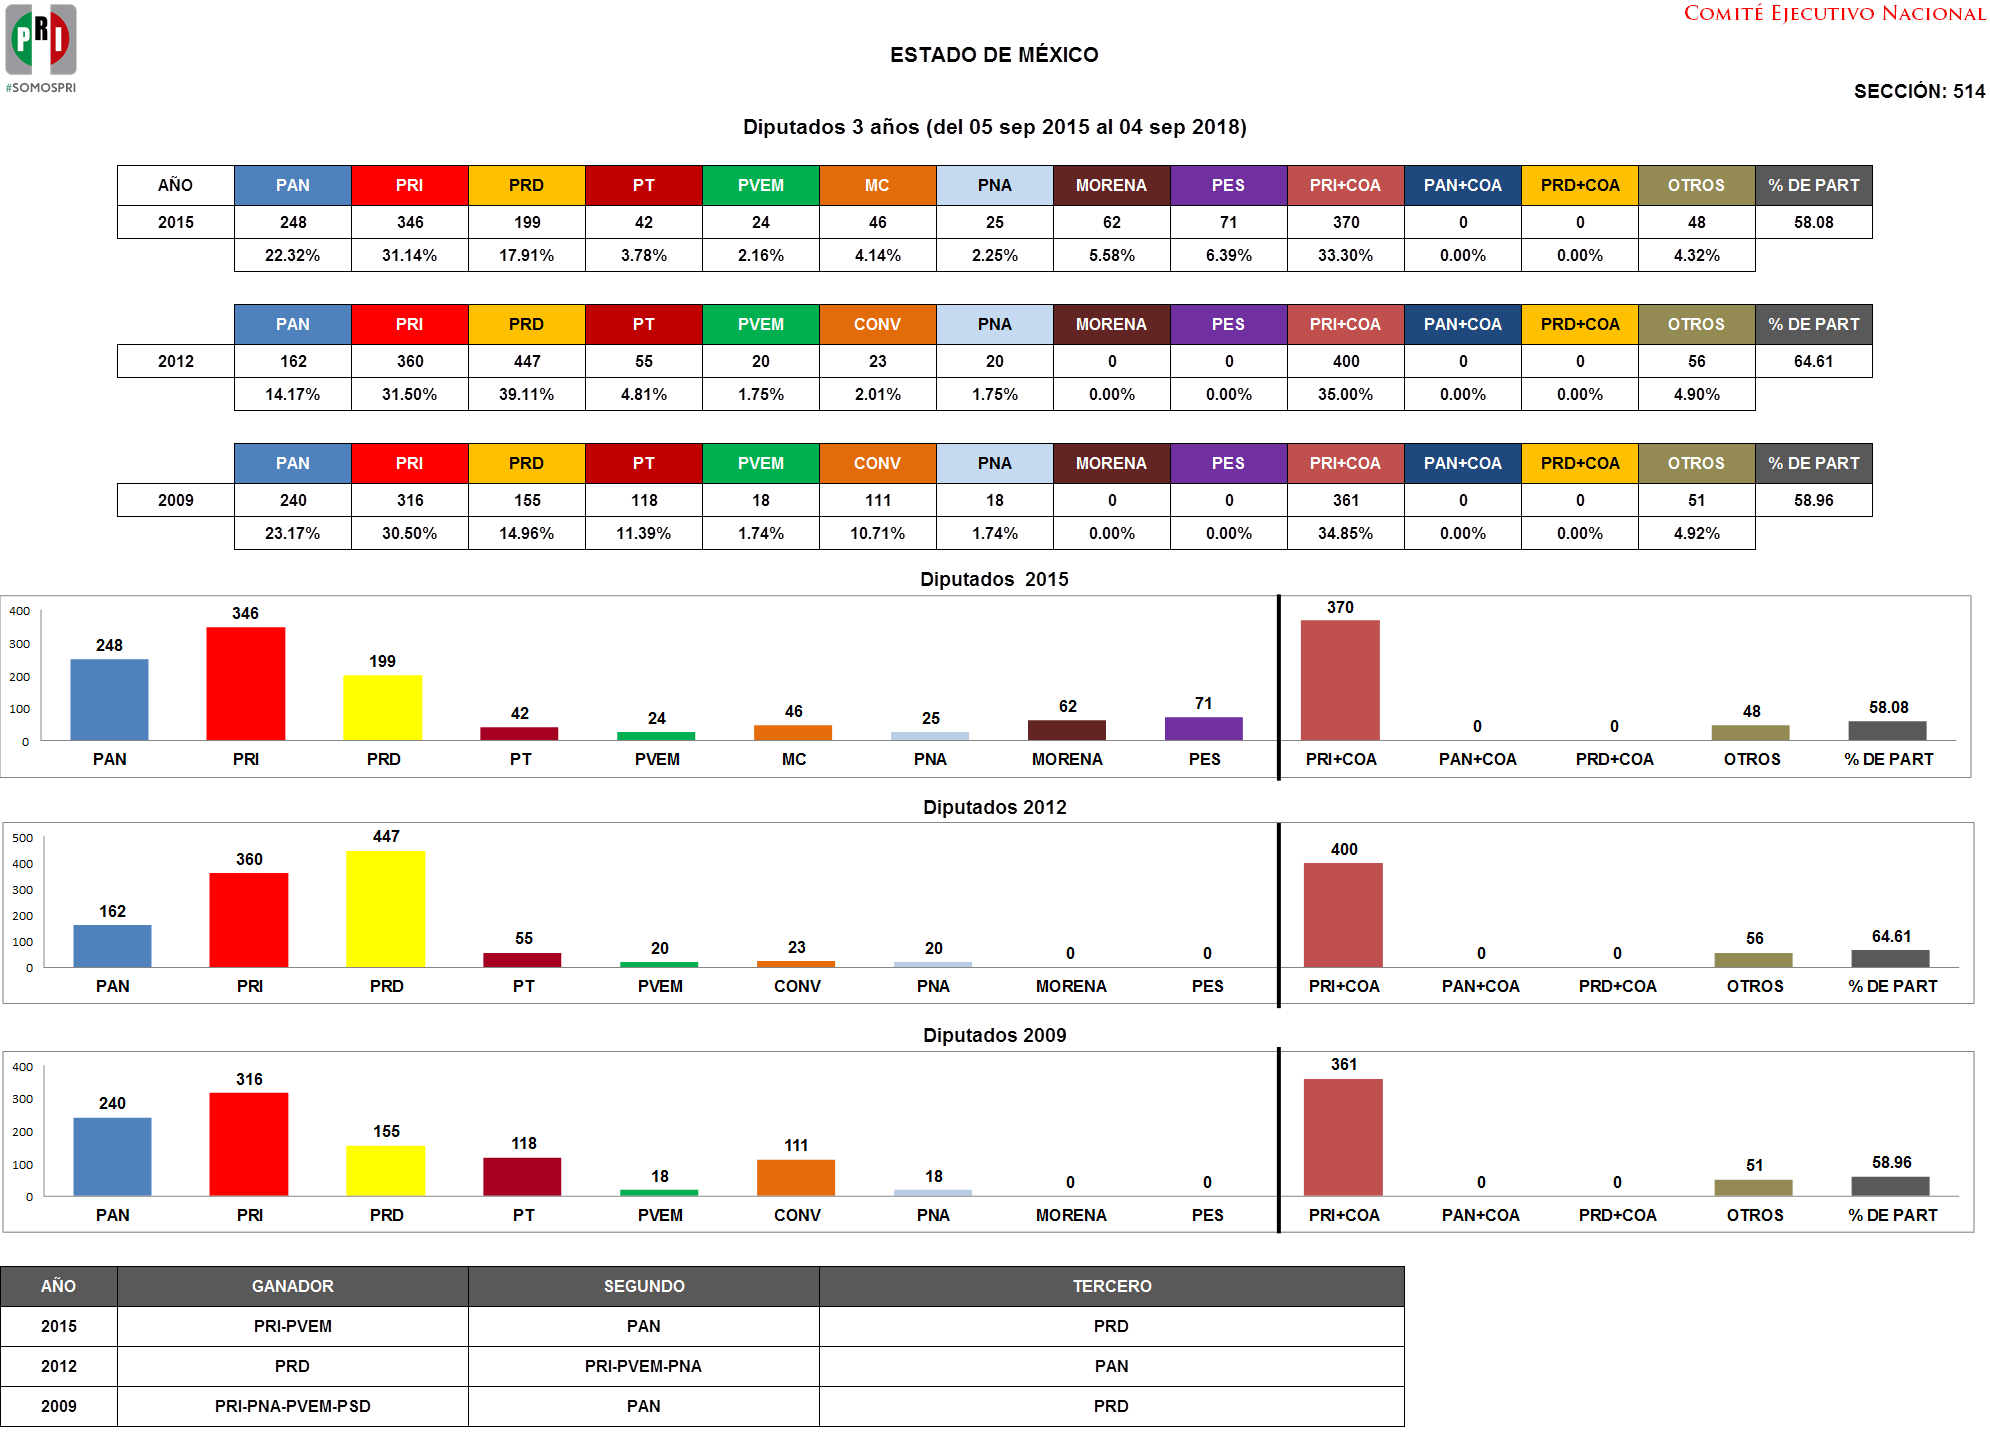 PRI
#SOMOSPRI
COMITÉ EJECUTIVO NACIONAL
ESTADO DE MÉXICO
SECCIÓN: 514
Diputados 3 años (del 05 sep 2015 al 04 sep 2018)
AÑO PAN PRI PRD PT PVEM MC PNA MORENA PES PRI+COA PAN+COA PRD+COA OTROS % DE PART
2015 248 346 199 42 24 46 25 62 71 370 0 0 48 58.08
22.32% 31.14% 17.91% 3.78% 2.16% 4.14% 2.25% 5.58% 6.39% 33.30% 0.00% 0.00% 4.32%
PAN PRI PRD PT PVEM CONV PNA MORENA PES PRI+COA PAN+COA PRD+COA OTROS % DE PART
2012 162 360 447 55 20 23 20 0 0 400 0 0 56 64.61
14.17% 31.50% 39.11% 4.81% 1.75% 2.01% 1.75% 0.00% 0.00% 35.00% 0.00% 0.00% 4.90%
PAN PRI PRD PT PVEM CONV PNA MORENA PES PRI+COA PAN+COA PRD+COA OTROS % DE PART
2009 240 316 155 118 18 111 18 0 0 361 0 0 51 58.96
23.17% 30.50% 14.96% 11.39% 1.74% 10.71% 1.74% 0.00% 0.00% 34.85% 0.00% 0.00% 4.92%
Diputados 2015
400
300
200
100
0
248 346 199 42 24 46 25 62 71 370 0 0 48 58.08
PAN PRI PRD PT PVEM MC PNA MORENA PES PRI+COA PAN+COA PRD+COA OTROS % DE PART
Diputados 2012
500
400
300
200
100
0
162 360 447 55 20 23 20 0 0 400 0 0 56 64.61
PAN PRI PRD PT PVEM CONV PNA MORENA PES PRI+COA PAN+COA PRD+COA OTROS % DE PART
Diputados 2009
400
300
200
100
0
240 316 155 118 18 111 18 0 0 361 0 0 51 58.96
PAN PRI PRD PT PVEM CONV PNA MORENA PES PRI+COA PAN+COA PRD+COA OTROS % DE PART
AÑO GANADOR SEGUNDO TERCERO
2015 PRI-PVEM PAN PRD
2012 PRD PRI-PVEM-PNA PAN
2009 PRI-PNA-PVEM-PSD PAN PRD